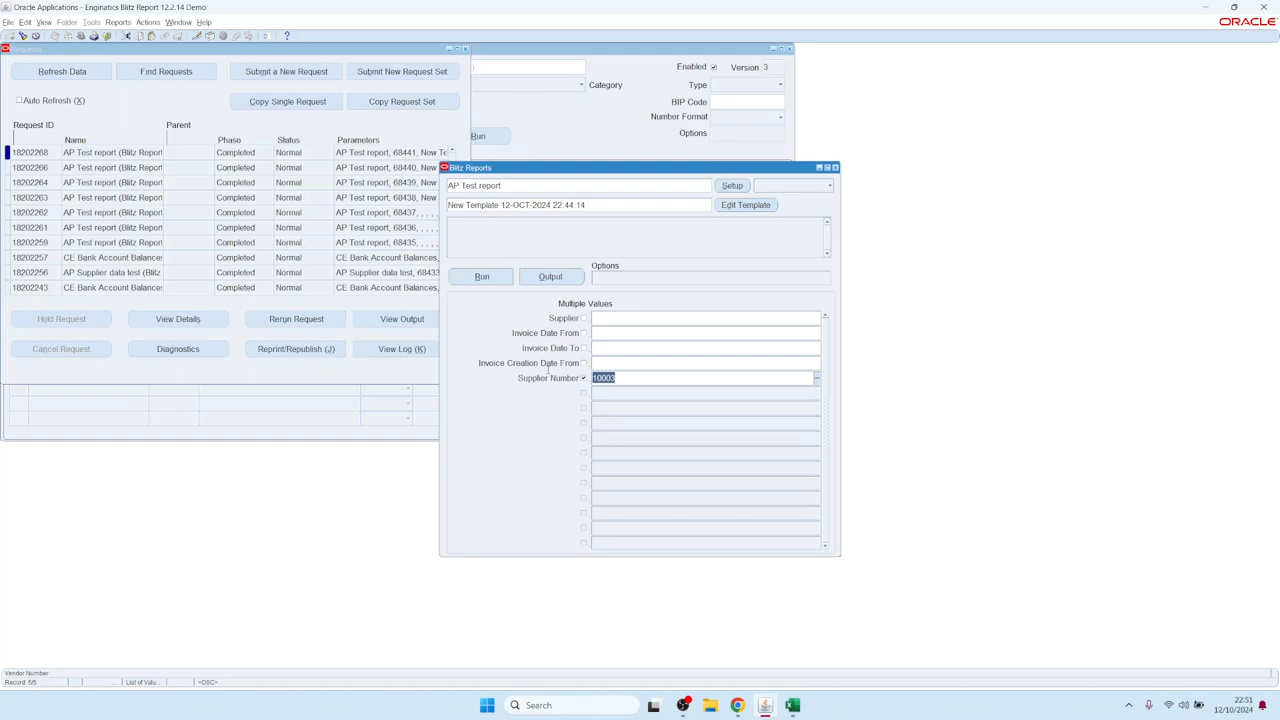 Oracle Applications - Enginatics Blitz Report 12.2.14 Demo
File Edit View Folder Tools Reports Actions Window Help
ORACLE
Requests
Refresh Data Find Requests Submit a New Request Submit New Request Set
Auto Refresh (X) Copy Single Request Copy Request Set
Request ID Parent
Name Phase Status Parameters
18202268 AP Test report (Blitz Report Completed Normal AP Test report, 68441, New Te
18202266 AP Test report (Blitz Report Completed Normal AP Test report, 68440, New
18202264 AP Test report (Blitz Report Completed Normal AP Test report, 68439, New
18202263 AP Test report (Blitz Report Completed Normal AP Test report, 68438, New
18202262 AP Test report (Blitz Report Completed Normal AP Test report, 68437, , , ,
18202261 AP Test report (Blitz Report Completed Normal AP Test report, 68436, , , ,
18202259 AP Test report (Blitz Report Completed Normal AP Test report, 68435, , , ,
18202257 CE Bank Account Balances Completed Normal CE Bank Account Balances,
18202256 AP Supplier data test (Blitz Completed Normal AP Supplier data test, 68433
18202243 CE Bank Account Balances Completed Normal CE Bank Account Balances,
Hold Request View Details Rerun Request View Output
Cancel Request Diagnostics Reprint/Republish (J) View Log (K)
Enabled Version 3
Category Type
BIP Code
Number Format
Options
Run
Blitz Reports
AP Test report Setup
New Template 12-OCT-2024 22:44:14 Edit Template
Options
Run Output
Multiple Values
Supplier
Invoice Date From
Invoice Date To
Invoice Creation Date From
Supplier Number 10003
Vendor Number
Record: 5/5 ... List of Valu... <OSC>
Search
22:51
12/10/2024